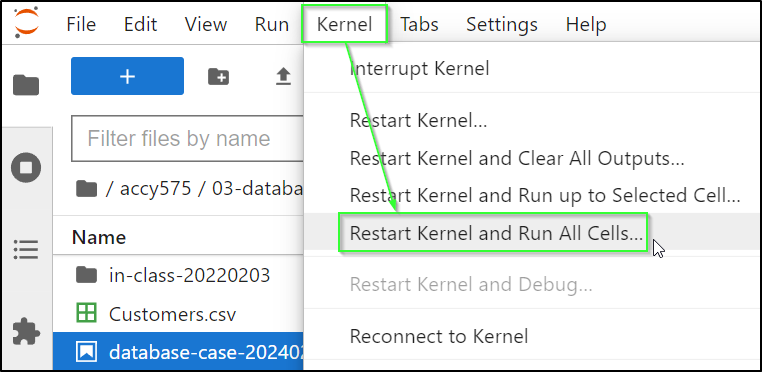 File Edit View Run Kernel Tabs Settings Help
Interrupt Kernel
Filter files by name
Restart Kernel...
Restart Kernel and Clear All Outputs...
/ accy575 / 03-databa
Restart Kernel and Run up to Selected Cell...
Name
Restart Kernel and Run All Cells...
in-class-20220203
Restart Kernel and Debug...
Customers.csv
Reconnect to Kernel
database-case-202402